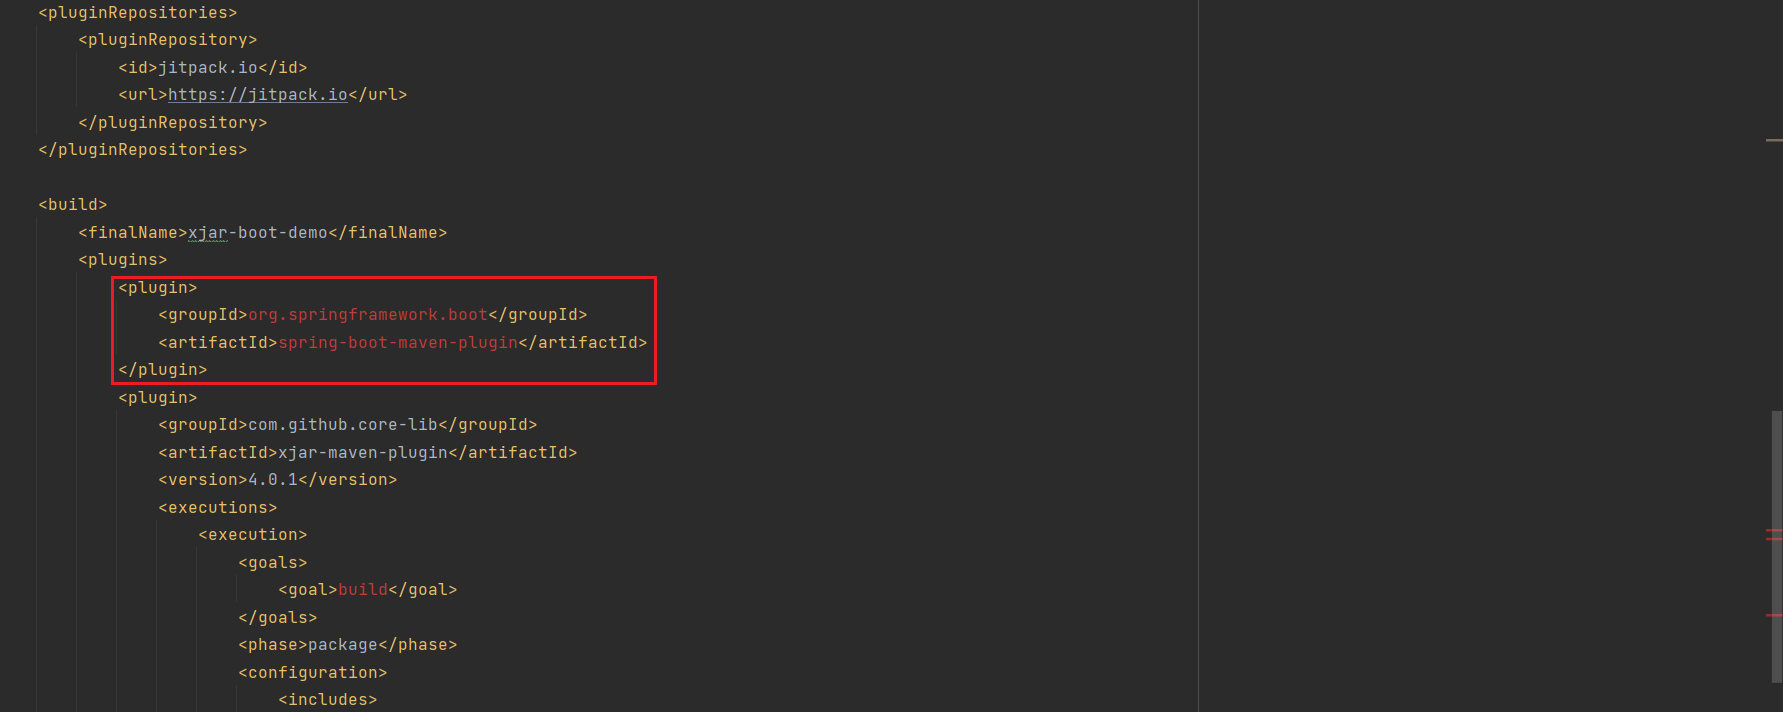 <pluginRepositories>
<pluginRepository>
<id>jitpack.io</id>
<url>https://jitpack.io</url>
</pluginRepository>
</pluginRepositories>
<build>
<finalName>xjar-boot-demo</finalName>
<plugins>
<plugin>
<groupId>org.springframework.boot</groupId>
<artifactId>spring-boot-maven-plugin</artifactId>
</plugin>
<plugin>
<groupId>com.github.core-lib</groupId>
<artifactId>xjar-maven-plugin</artifactId>
<version>4.0.1</version>
<executions>
<execution>
<goals>
<goal>build</goal>
</goals>
<phase>package</phase>
<configuration>
<includes>